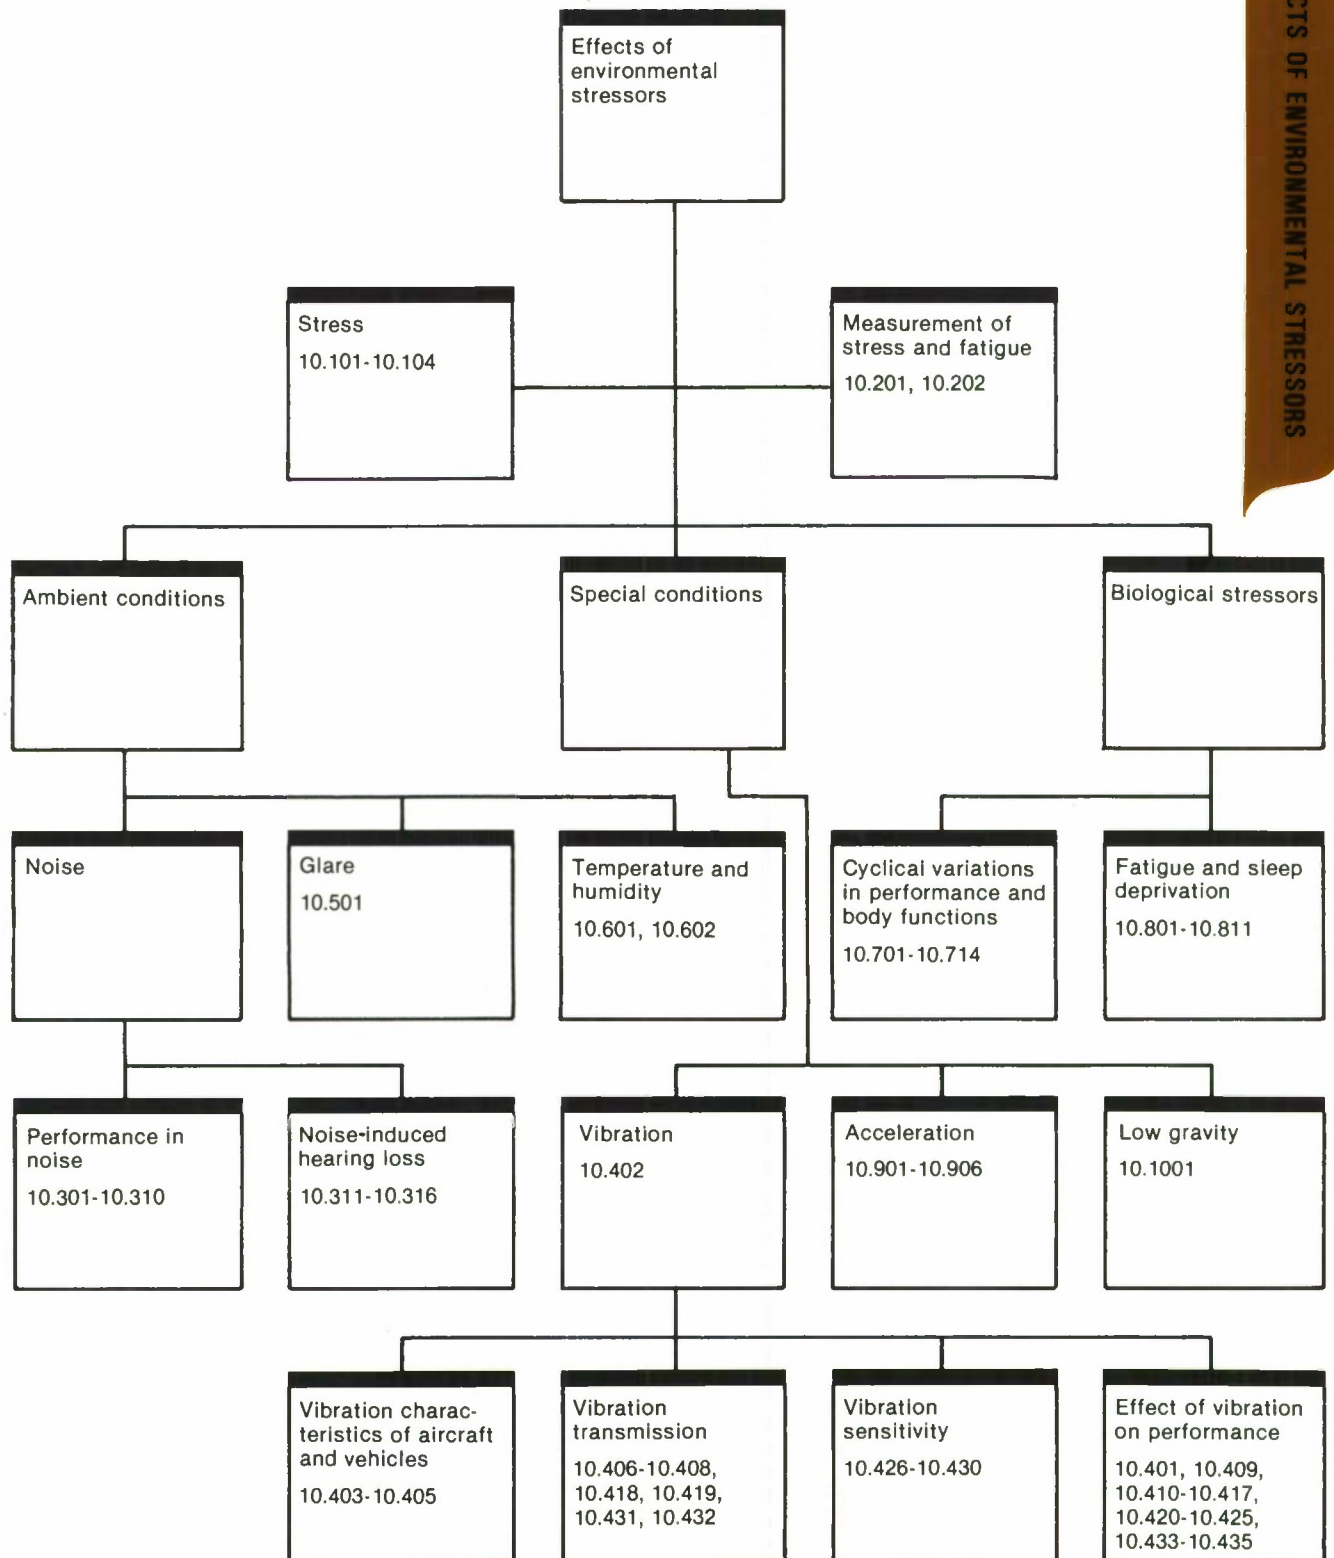 Effects of
environmental
stressors
CTS OF ENVIRONMENTAL STRESSORS
Stress
10.101-10.104
Measurement of
stress and fatigue
10.201, 10.202
Ambient conditions
Special conditions
Biological stressors
Noise
Glare
10.501
Temperature and
humidity
10.601, 10.602
Cyclical variations
in performance and
body functions
10.701-10.714
Fatigue and sleep
deprivation
10.801-10.811
Performance in
noise
10.301-10.310
Noise-induced
hearing loss
10.311-10.316
Vibration
10.402
Acceleration
10.901-10.906
Low gravity
10.1001
Vibration charac-
teristics of aircraft
and vehicles
10.403-10.405
Vibration
transmission
10.406-10.408,
10.418, 10.419,
10.431, 10.432
Vibration
sensitivity
10.426-10.430
Effect of vibration
on performance
10.401, 10.409,
10.410-10.417,
10.420-10.425,
10.433-10.435